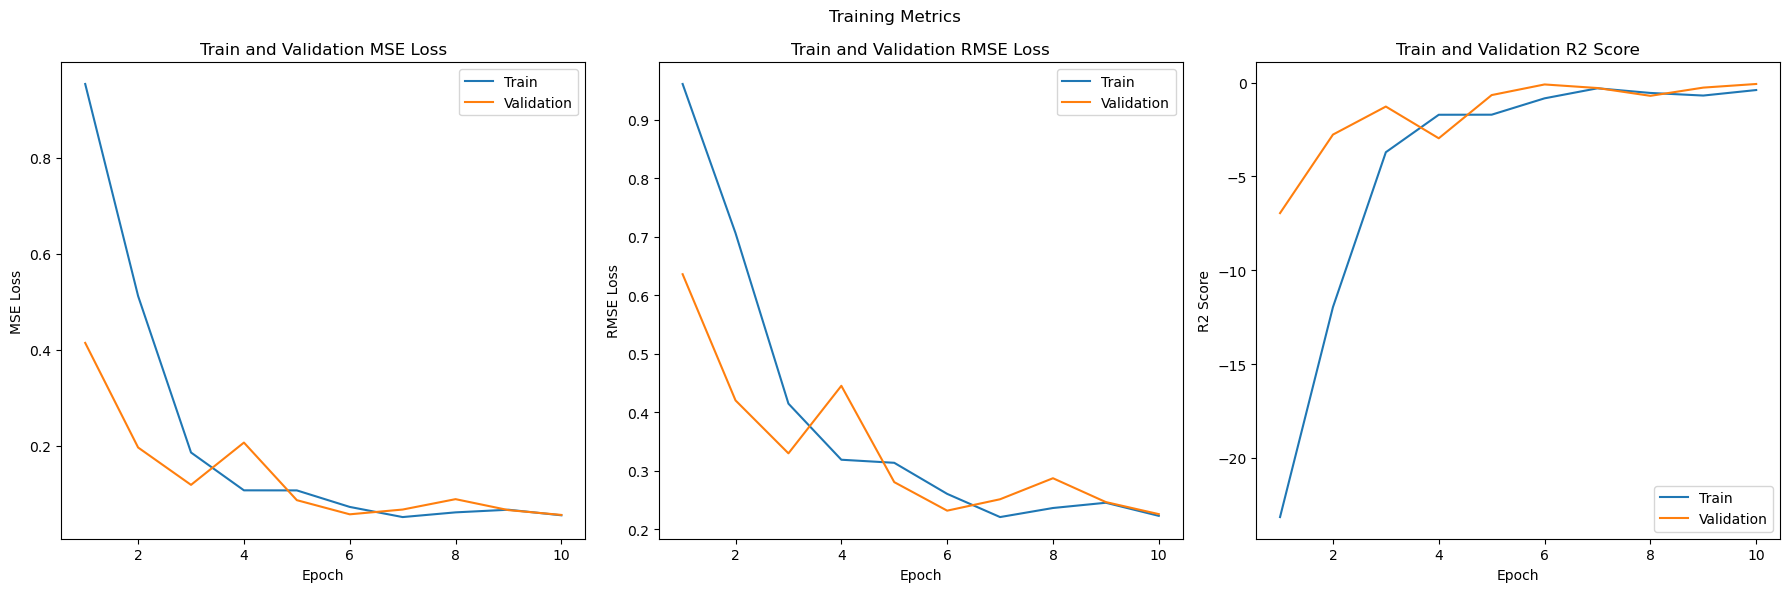 Training Metrics
Train and Validation MSE Loss
Train
Validation
MSE Loss
0.8
0.6
0.4
0.2
2 4 6 8 10
Epoch
Train and Validation RMSE Loss
Train
Validation
RMSE Loss
0.9
0.8
0.7
0.6
0.5
0.4
0.3
0.2
2 4 6 8 10
Epoch
Train and Validation R2 Score
R2 Score
0
−5
−10
−15
−20
Train
Validation
2 4 6 8 10
Epoch